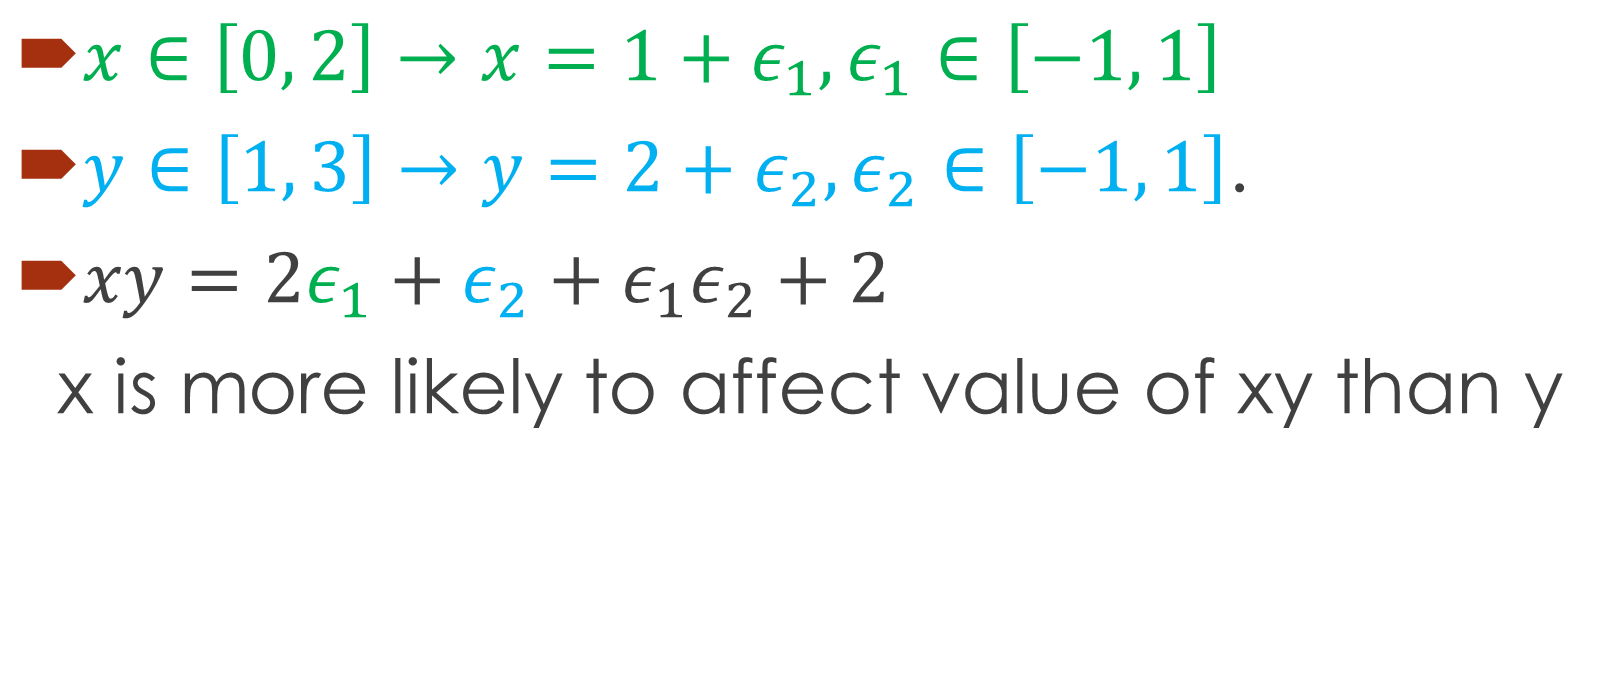 x ∈ [0, 2] → x = 1 + ϵ₁, ϵ₁ ∈ [−1, 1]
y ∈ [1, 3] → y = 2 + ϵ₂, ϵ₂ ∈ [−1, 1].
xy = 2ϵ₁ + ϵ₂ + ϵ₁ϵ₂ + 2
x is more likely to affect value of xy than y